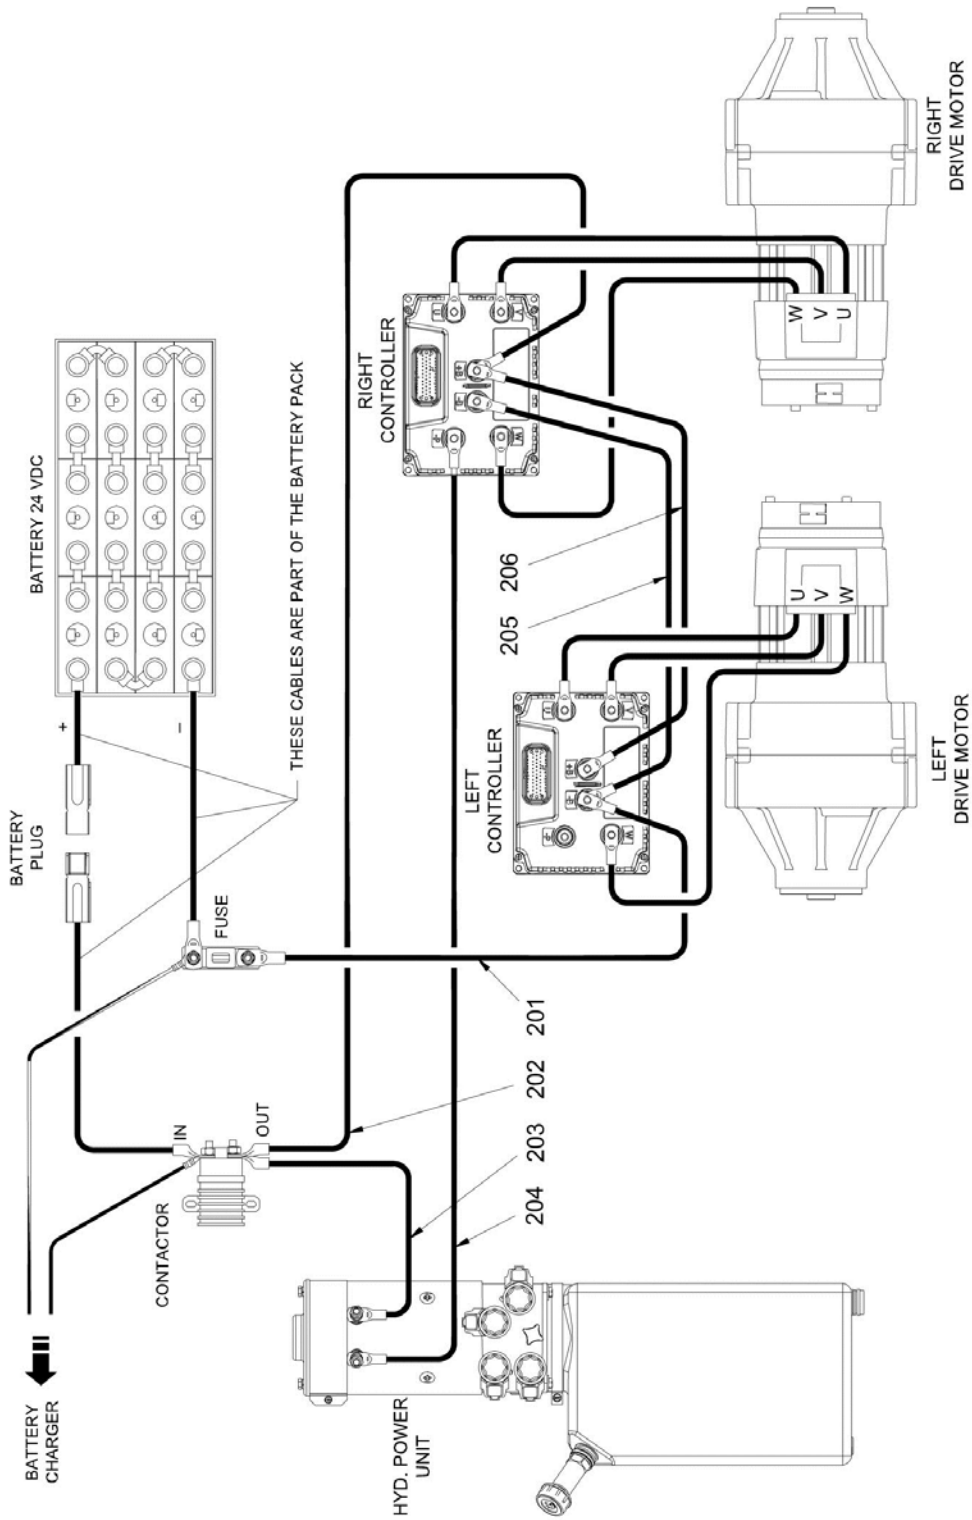 BATTERY
CHARGER
BATTERY
PLUG
BATTERY 24 VDC
+
–
IN
OUT
CONTACTOR
FUSE
THESE CABLES ARE PART OF THE BATTERY PACK
HYD. POWER
UNIT
201
202
203
204
205
206
LEFT
CONTROLLER
U
V
W
+B
RIGHT
CONTROLLER
U
V
W
+B
U
V
W
LEFT
DRIVE MOTOR
W
V
U
RIGHT
DRIVE MOTOR